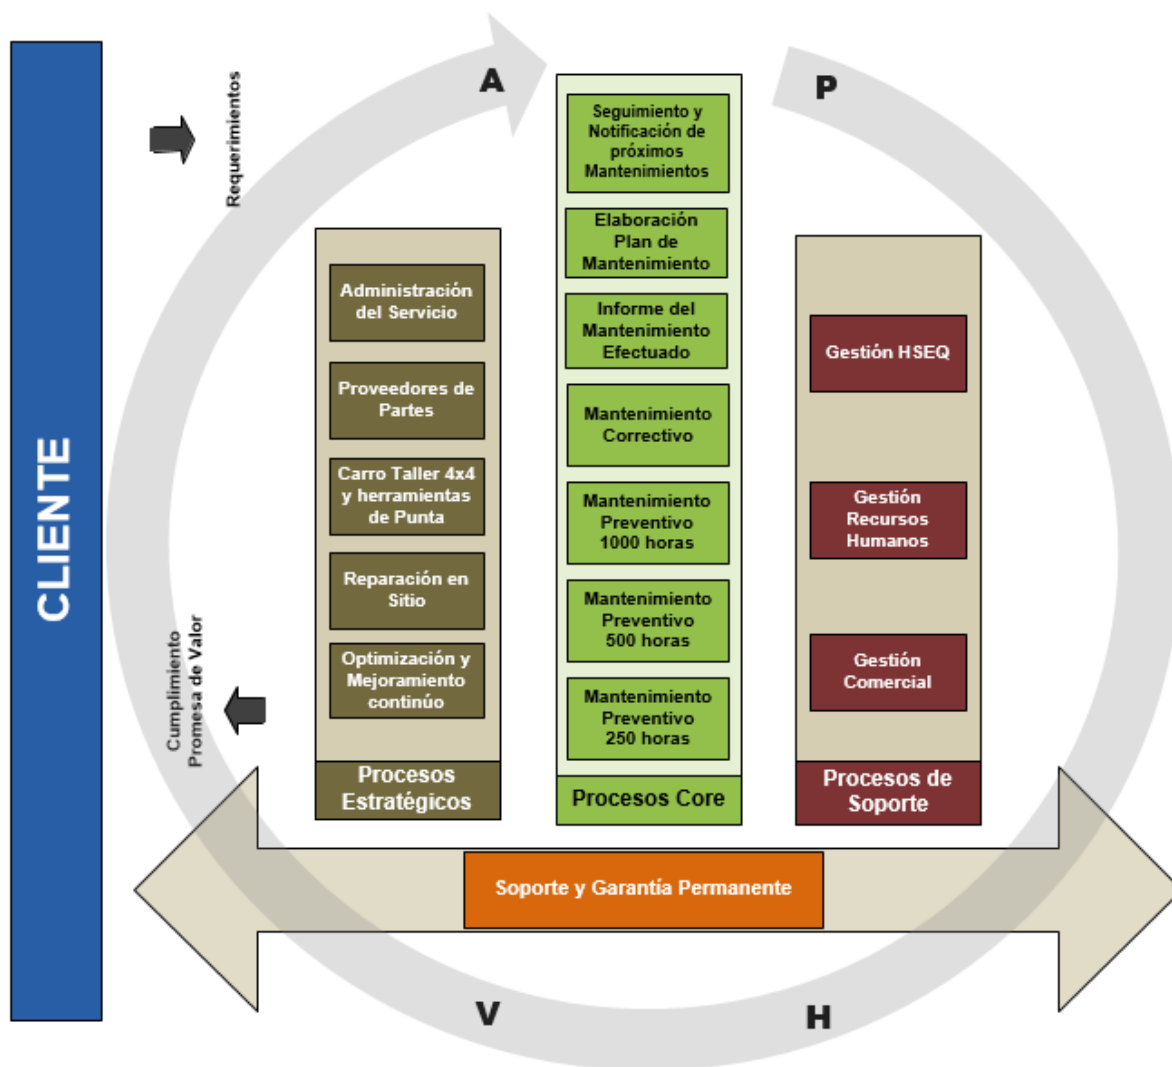 CLIENTE
Requerimientos
Cumplimiento
Promesa de Valor
A
P
Administración
del Servicio
Proveedores de
Partes
Carro Taller 4x4
y herramientas
de Punta
Reparación en
Sitio
Optimización y
Mejoramiento
continúo
Procesos
Estratégicos
Seguimiento y
Notificación de
próximos
Mantenimientos
Elaboración
Plan de
Mantenimiento
Informe del
Mantenimiento
Efectuado
Mantenimiento
Correctivo
Mantenimiento
Preventivo
1000 horas
Mantenimiento
Preventivo
500 horas
Mantenimiento
Preventivo
250 horas
Procesos Core
Gestión HSEQ
Gestión
Recursos
Humanos
Gestión
Comercial
Procesos de
Soporte
Soporte y Garantía Permanente
V
H